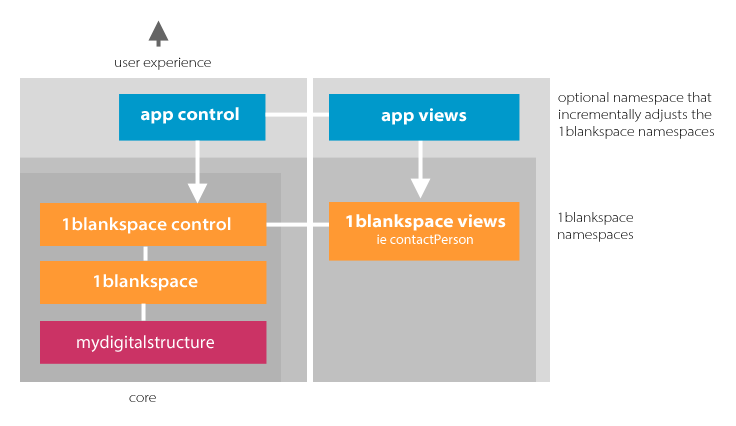 user experience
app control
app views
optional namespace that
incrementally adjusts the
1blankspace namespaces
1blankspace control
1blankspace views
ie contactPerson
1blankspace
namespaces
1blankspace
mydigitalstructure
core